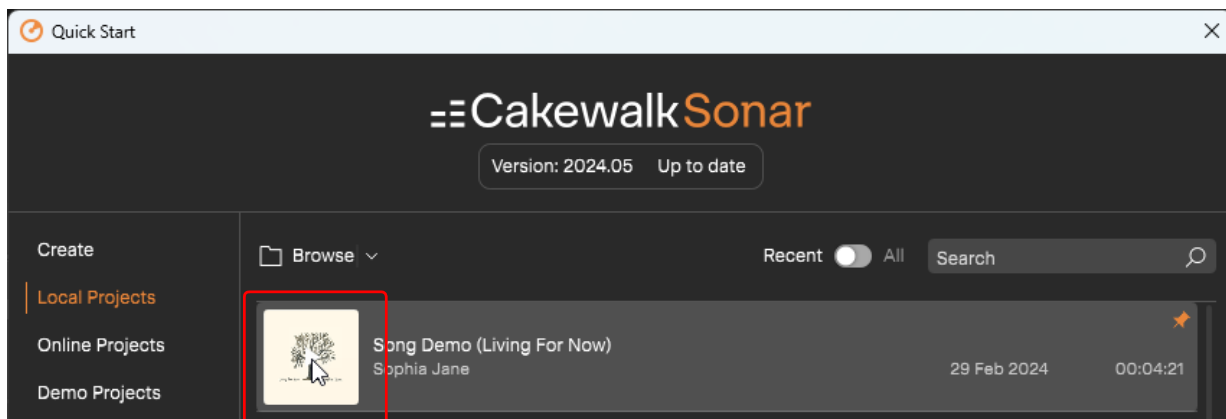 Quick Start
Cakewalk Sonar
Version: 2024.05 Up to date
Create
Browse
Recent All
Search
Local Projects
Song Demo (Living For Now)
Sophia Jane
29 Feb 2024 00:04:21
Online Projects
Demo Projects